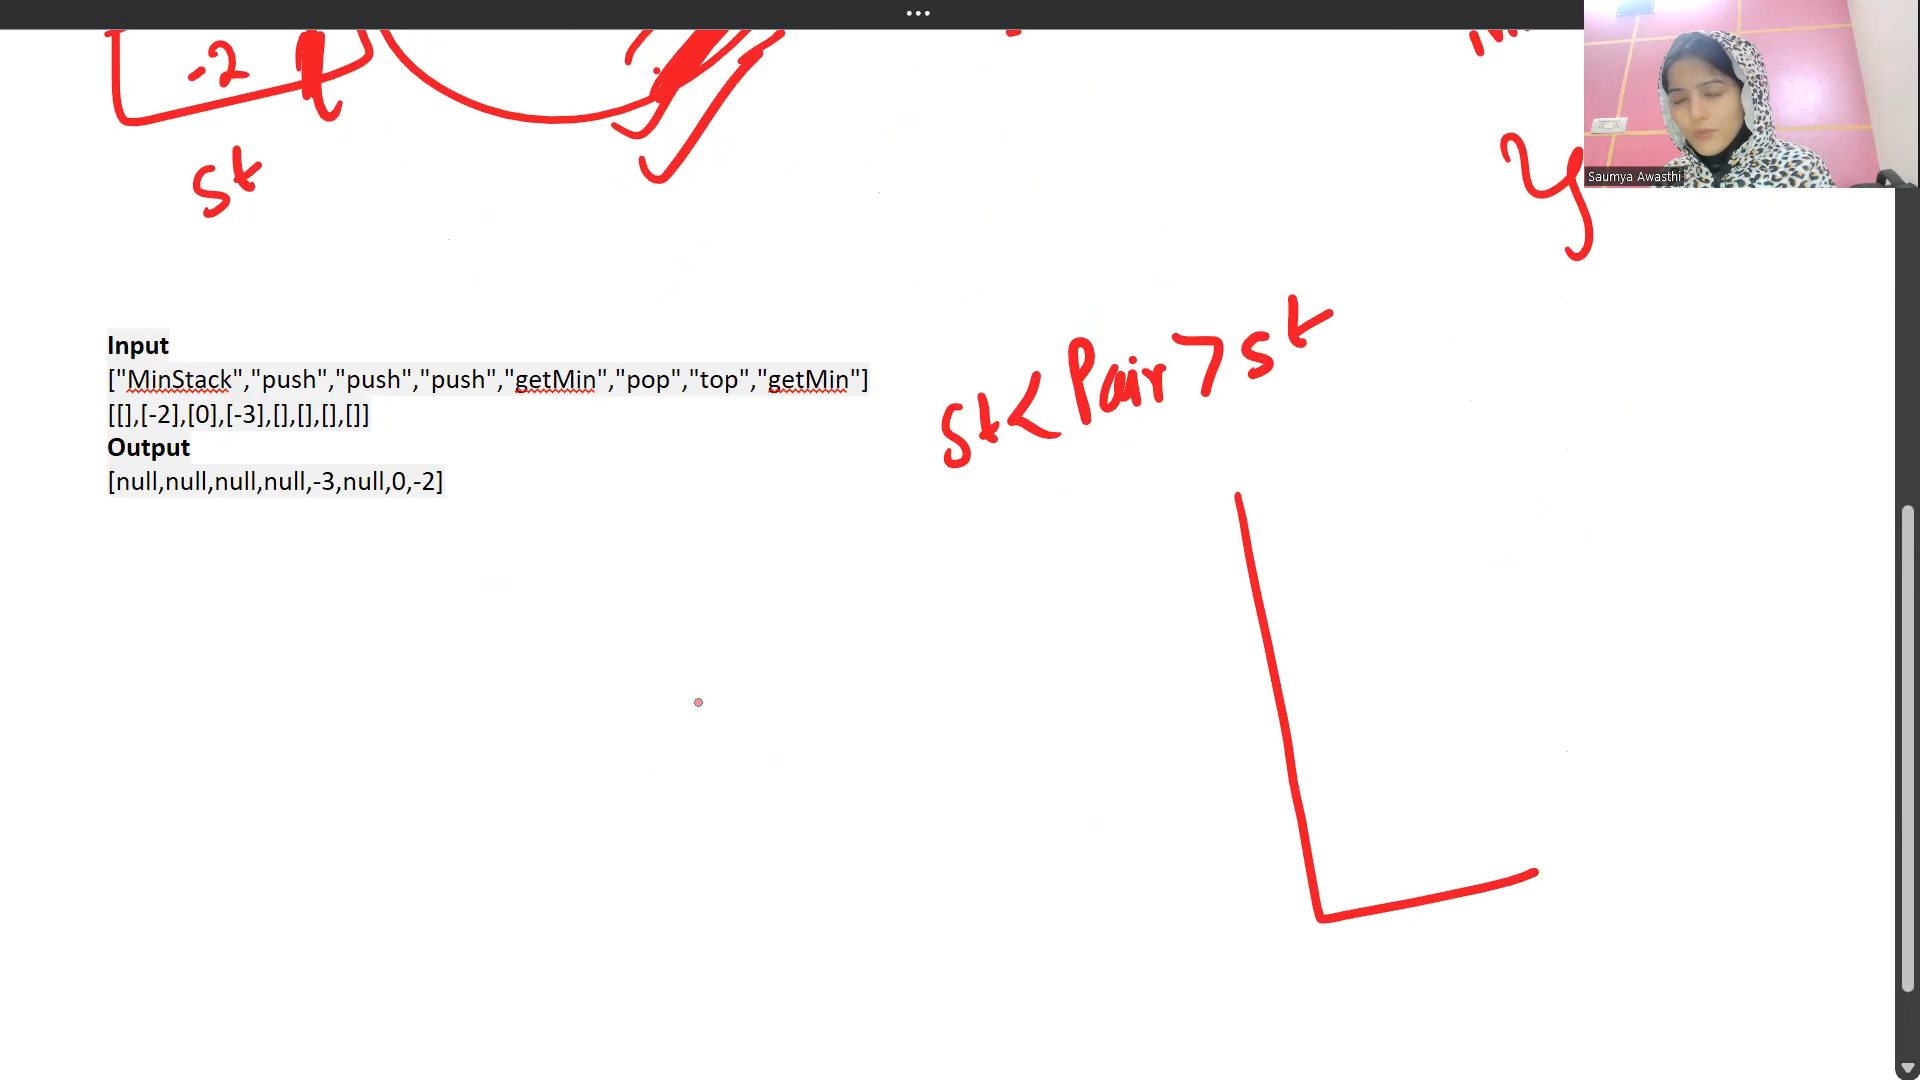 -2
st
Saumya Awasthi
y
Input
["MinStack","push","push","push","getMin","pop","top","getMin"]
[[],[-2],[0],[-3],[],[],[],[]]
Output
[null,null,null,null,-3,null,0,-2]
st<Pair>st